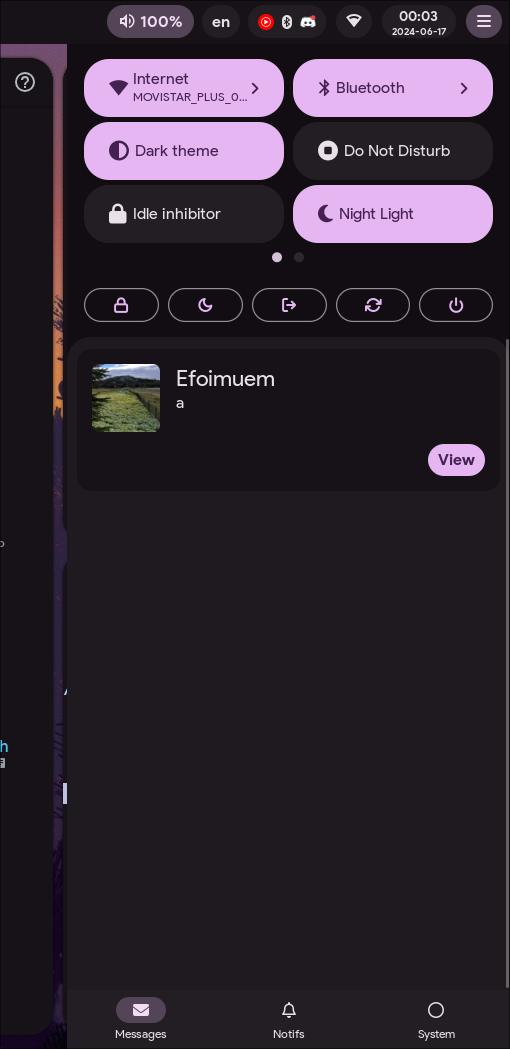 100%
en
00:03
2024-06-17
Internet
MOVISTAR_PLUS_0...
Bluetooth
Dark theme
Do Not Disturb
Idle inhibitor
Night Light
Efoimuem
a
View
h
Messages
Notifs
System